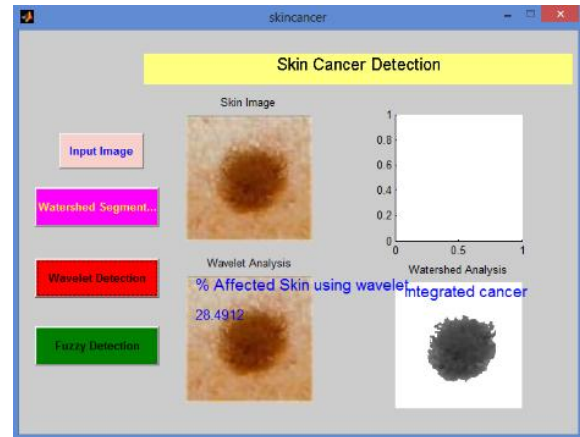 skincancer
Skin Cancer Detection
Skin Image
Input Image
Watershed Segment...
Wavelet Detection
Fuzzy Detection
1
0.8
0.6
0.4
0.2
0
0 0.5 1
Wavelet Analysis
% Affected Skin using wavelet
28.4912
Watershed Analysis
Integrated cancer